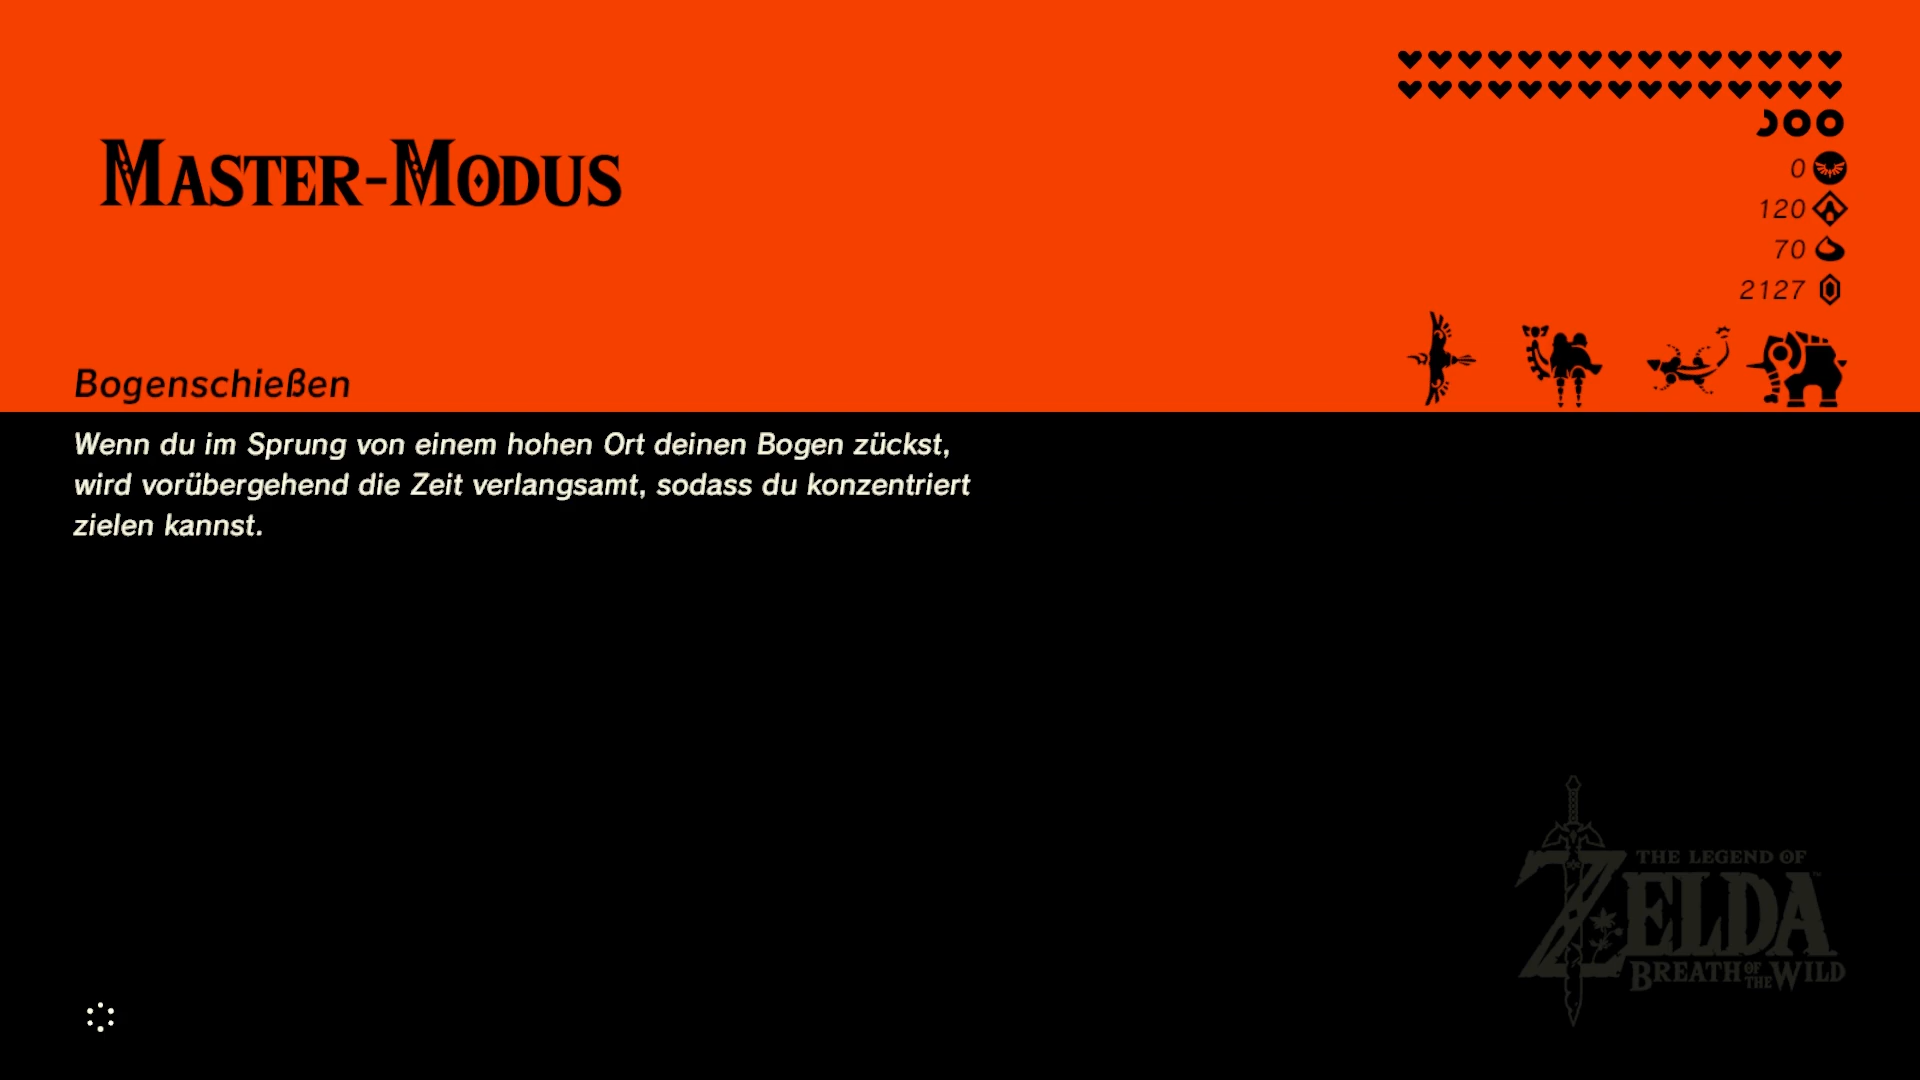 Master-Modus
0
120
70
2127
Bogenschießen
Wenn du im Sprung von einem hohen Ort deinen Bogen zückst,
wird vorübergehend die Zeit verlangsamt, sodass du konzentriert
zielen kannst.
THE LEGEND OF
ZELDA
BREATH OF THE WILD